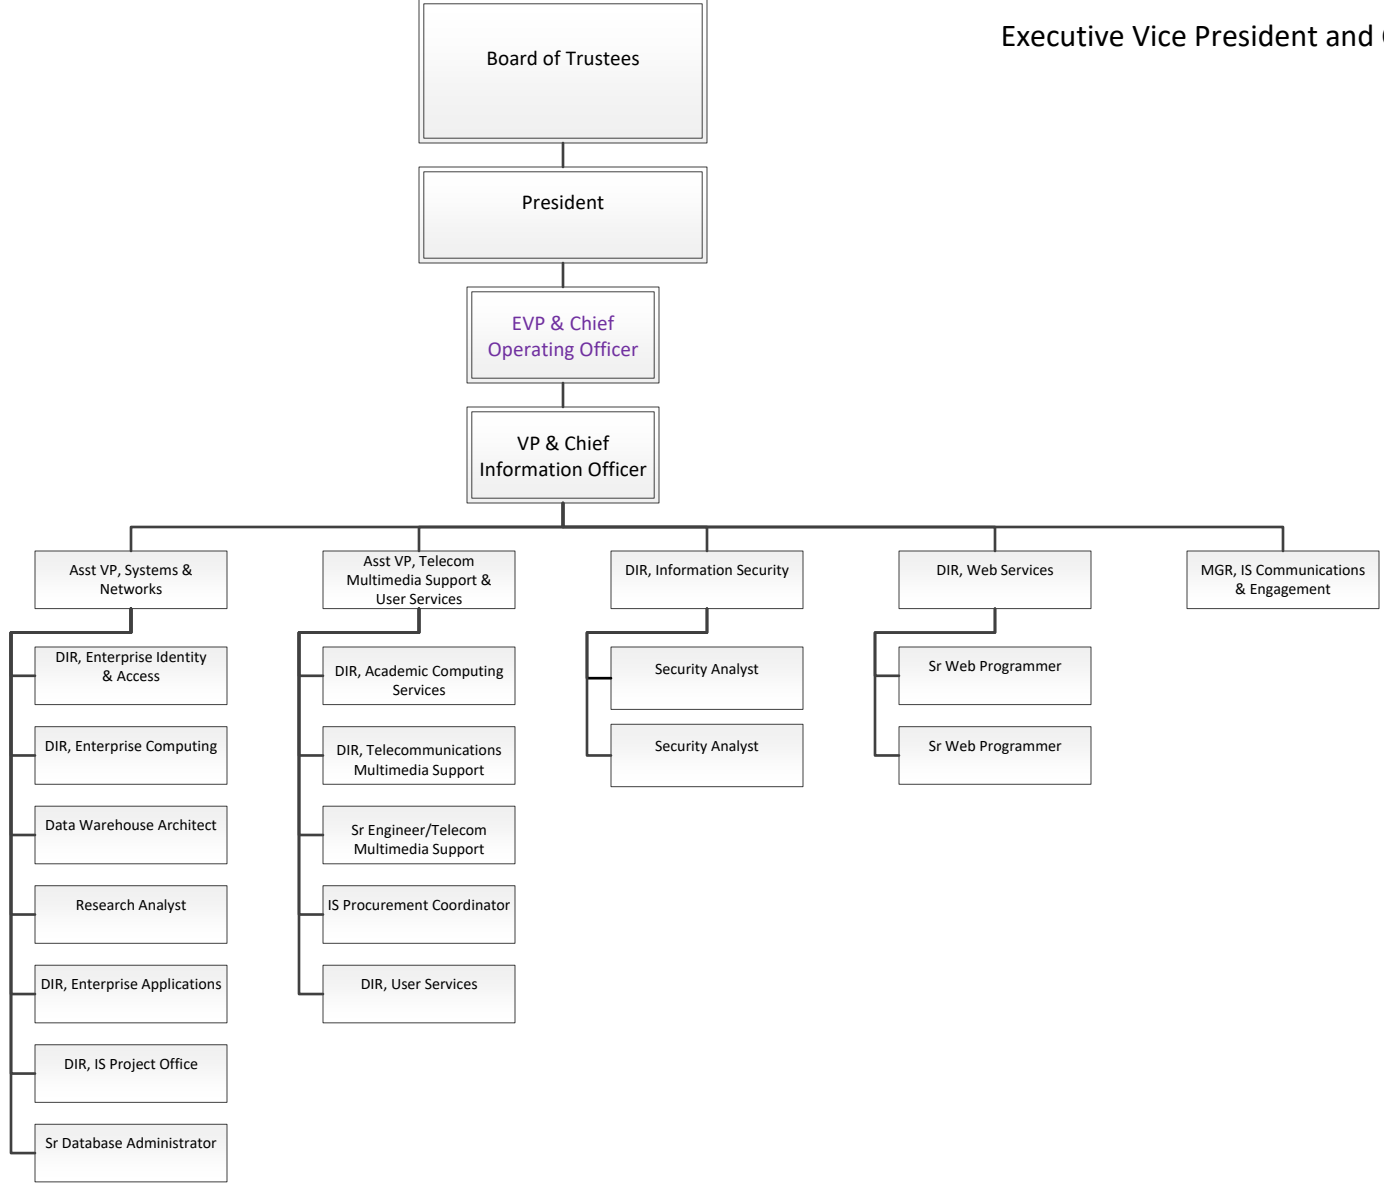 Executive Vice President and
Board of Trustees
President
EVP & Chief
Operating Officer
VP & Chief
Information Officer
Asst VP, Systems &
Networks
Asst VP, Telecom
Multimedia Support &
User Services
DIR, Information Security
DIR, Web Services
MGR, IS Communications
& Engagement
DIR, Enterprise Identity
& Access
DIR, Enterprise Computing
Data Warehouse Architect
Research Analyst
DIR, Enterprise Applications
DIR, IS Project Office
Sr Database Administrator
DIR, Academic Computing
Services
DIR, Telecommunications
Multimedia Support
Sr Engineer/Telecom
Multimedia Support
IS Procurement Coordinator
DIR, User Services
Security Analyst
Security Analyst
Sr Web Programmer
Sr Web Programmer